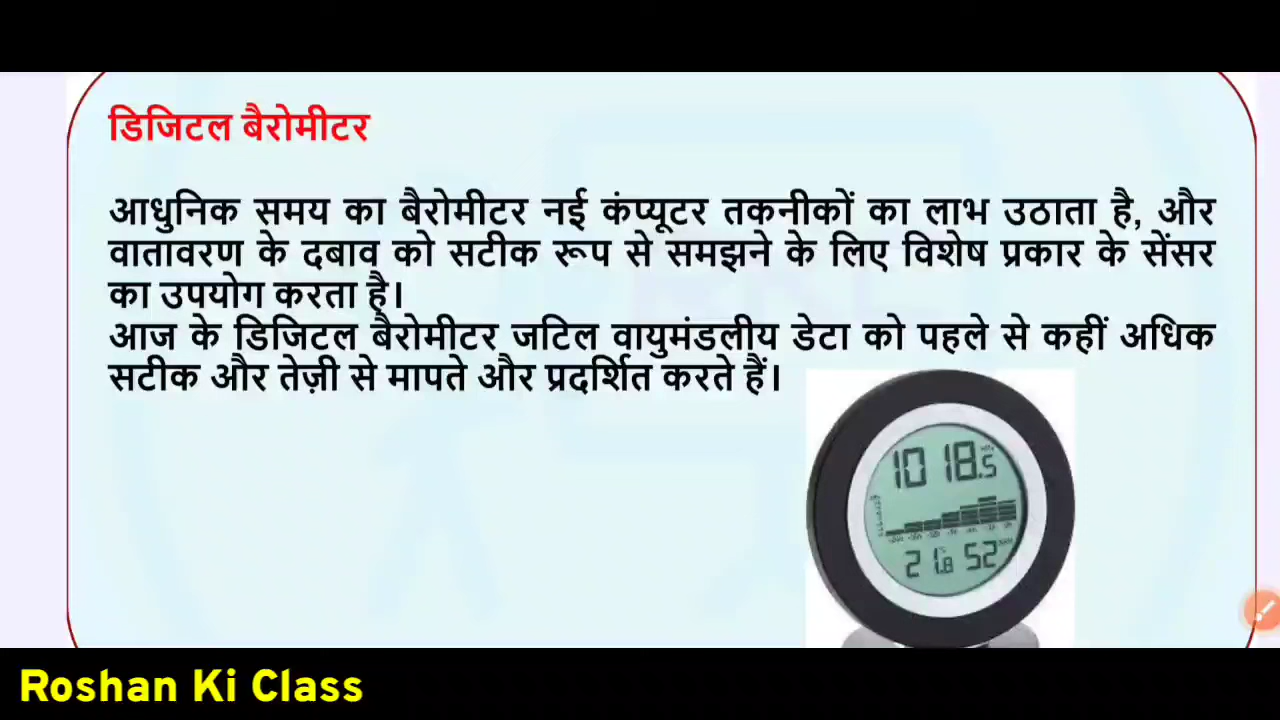 डिजिटल बैरोमीटर
आधुनिक समय का बैरोमीटर नई कंप्यूटर तकनीकों का लाभ उठाता है, और
वातावरण के दबाव को सटीक रूप से समझने के लिए विशेष प्रकार के सेंसर
का उपयोग करता है।
आज के डिजिटल बैरोमीटर जटिल वायुमंडलीय डेटा को पहले से कहीं अधिक
सटीक और तेज़ी से मापते और प्रदर्शित करते हैं।
1018.5
21.8 52
Roshan Ki Class